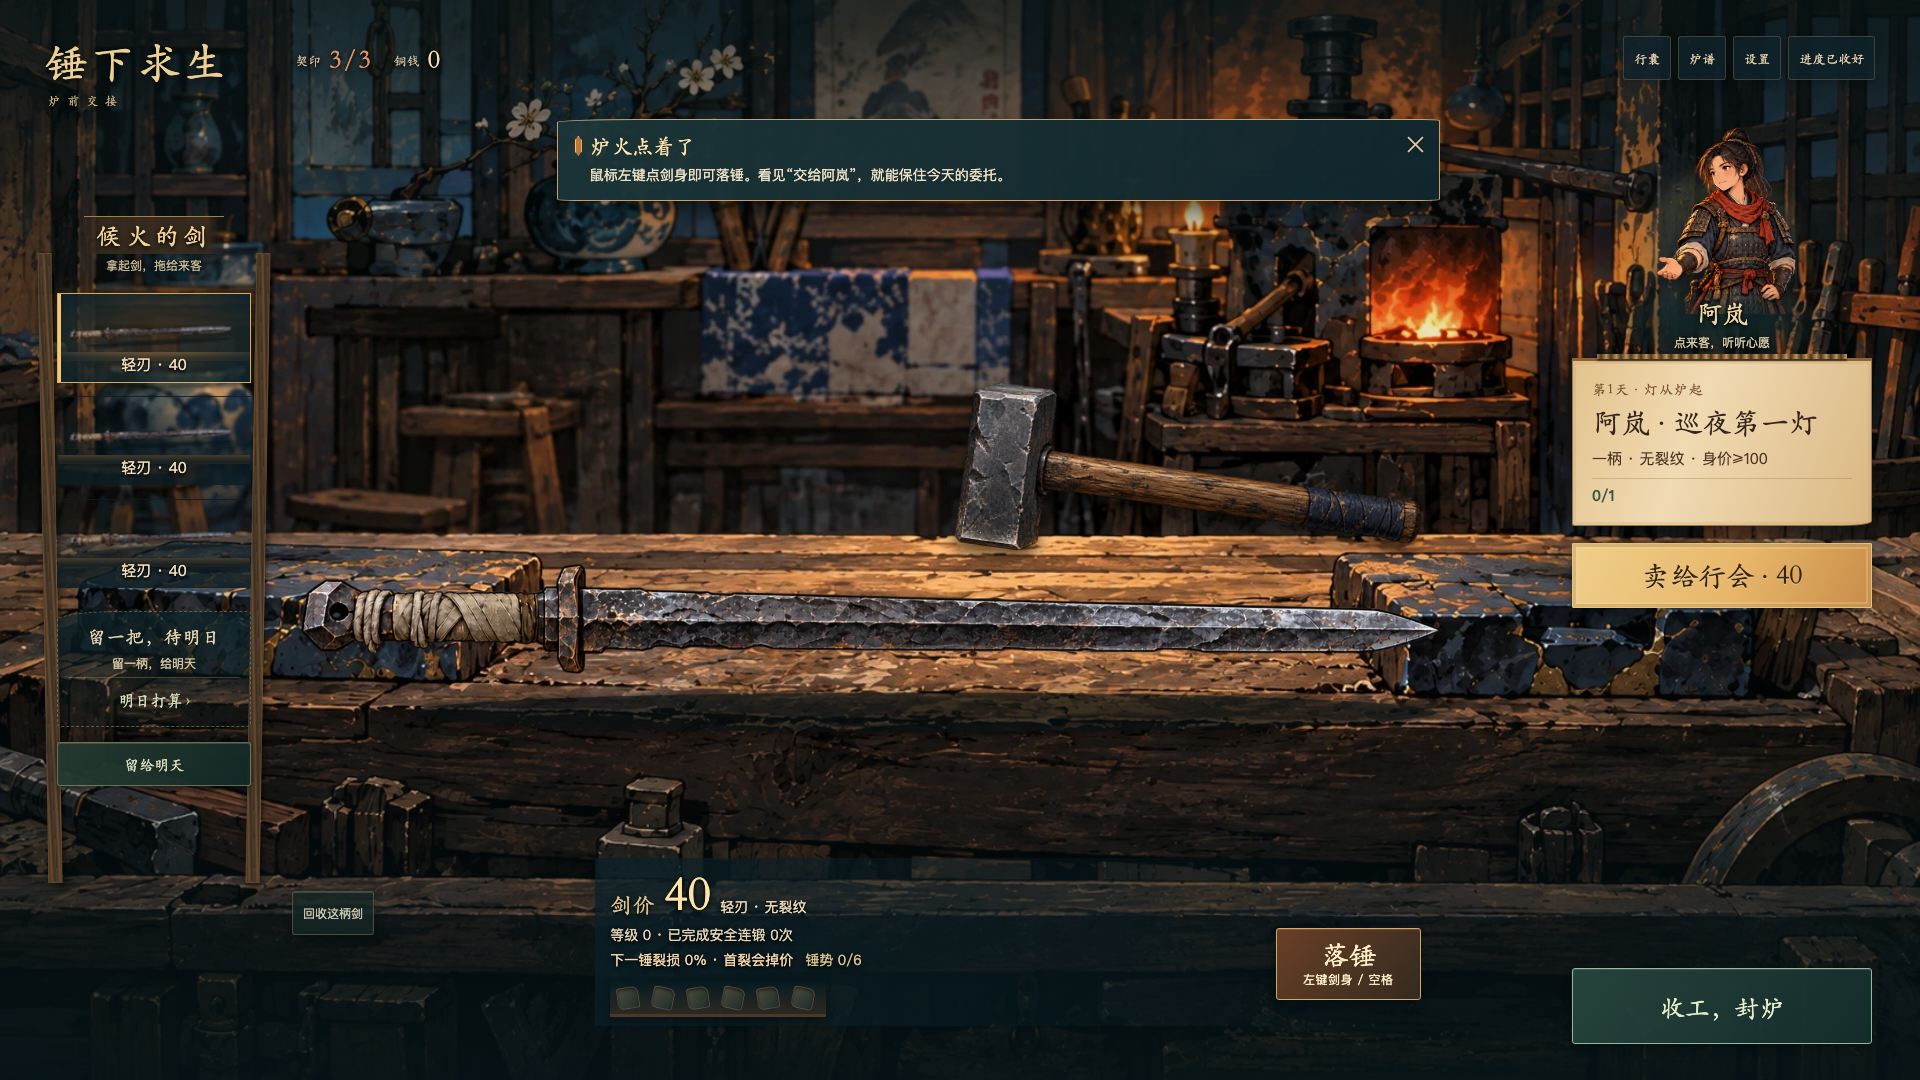 锤下求生
炉前交接
契印 3/3 铜钱 0
行囊
炉谱
设置
进度已收好
炉火点着了
鼠标左键点剑身即可落锤。看见“交给阿岚”，就能保住今天的委托。
候火的剑
拿起剑，拖给来客
轻刃 · 40
轻刃 · 40
轻刃 · 40
留一把，待明日
留一柄，给明天
明日打算 ›
留给明天
阿岚
点来客，听听心愿
第1天 · 灯从炉起
阿岚 · 巡夜第一灯
一柄 · 无裂纹 · 身价≥100
0/1
卖给行会 · 40
回收这柄剑
剑价 40 轻刃 · 无裂纹
等级 0 · 已完成安全连锻 0次
下一锤裂损 0% · 首裂会掉价 锤势 0/6
落锤
左键剑身 / 空格
收工，封炉